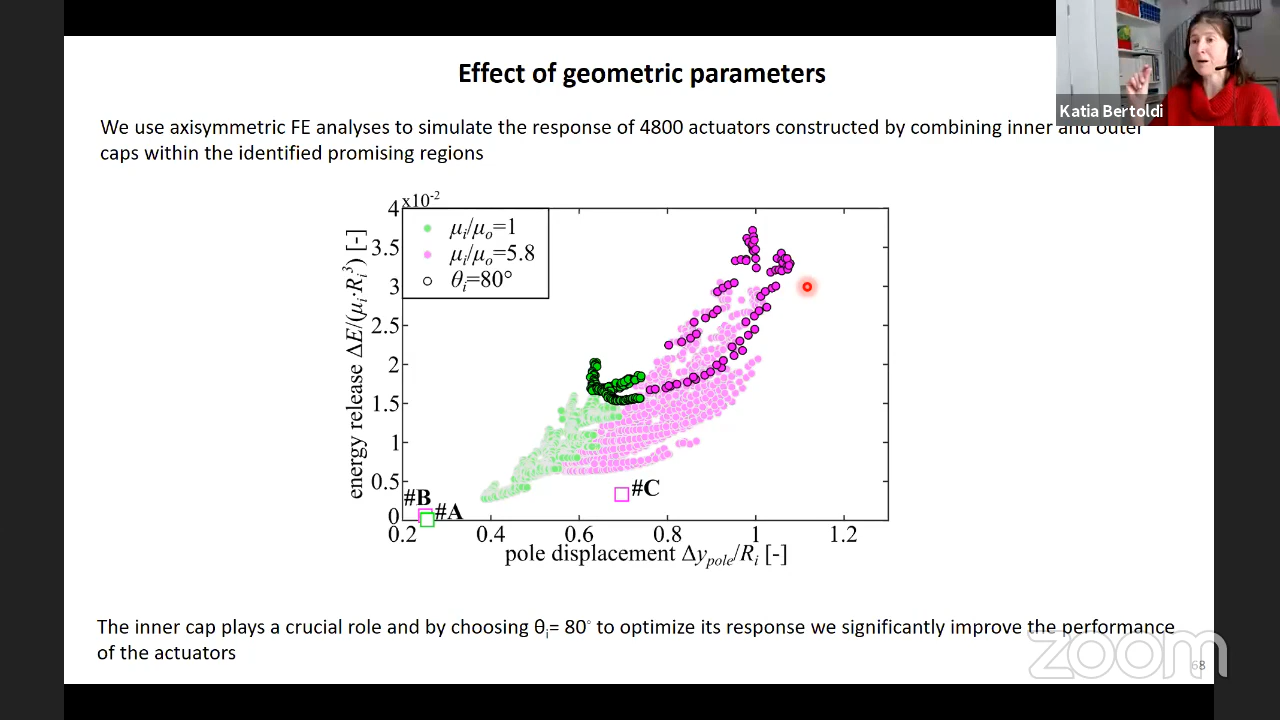 Effect of geometric parameters
Katia Bertoldi
We use axisymmetric FE analyses to simulate the response of 4800 actuators constructed by combining inner and outer
caps within the identified promising regions
x10⁻²
4
3.5
3
2.5
2
1.5
1
0.5
0
energy release ΔE/(μᵢ·Rᵢ³) [-]
μᵢ/μₒ=1
μᵢ/μₒ=5.8
θᵢ=80°
#B
#A
#C
0.2 0.4 0.6 0.8 1 1.2
pole displacement Δy_pole/Rᵢ [-]
The inner cap plays a crucial role and by choosing θᵢ= 80° to optimize its response we significantly improve the performance
of the actuators
zoom
68